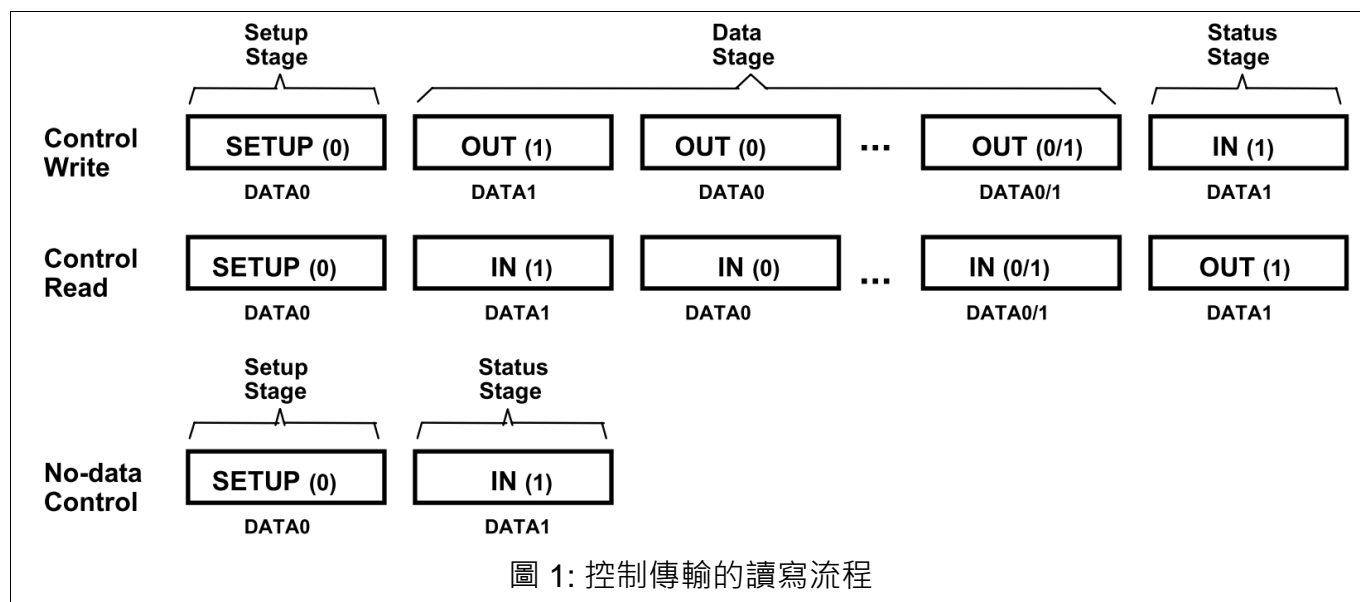 Setup
Stage
Data
Stage
Status
Stage
Control
Write
SETUP (0)
OUT (1)
OUT (0)
...
OUT (0/1)
IN (1)
DATA0
DATA1
DATA0
DATA0/1
DATA1
Control
Read
SETUP (0)
IN (1)
IN (0)
...
IN (0/1)
OUT (1)
DATA0
DATA1
DATA0
DATA0/1
DATA1
Setup
Stage
Status
Stage
No-data
Control
SETUP (0)
IN (1)
DATA0
DATA1
圖 1: 控制傳輸的讀寫流程